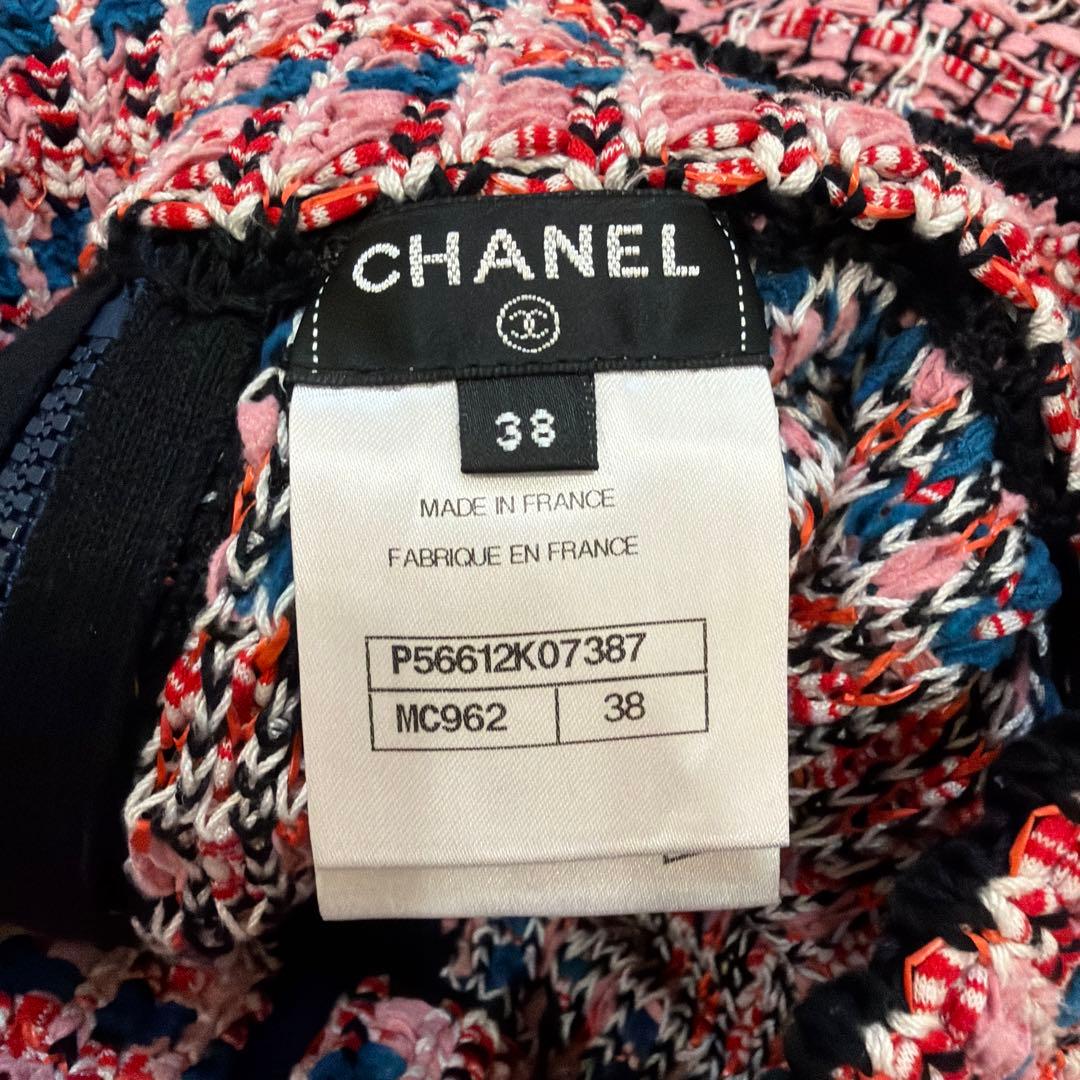 CHANEL
38
MADE IN FRANCE
FABRIQUE EN FRANCE
P56612K07387
MC962 38